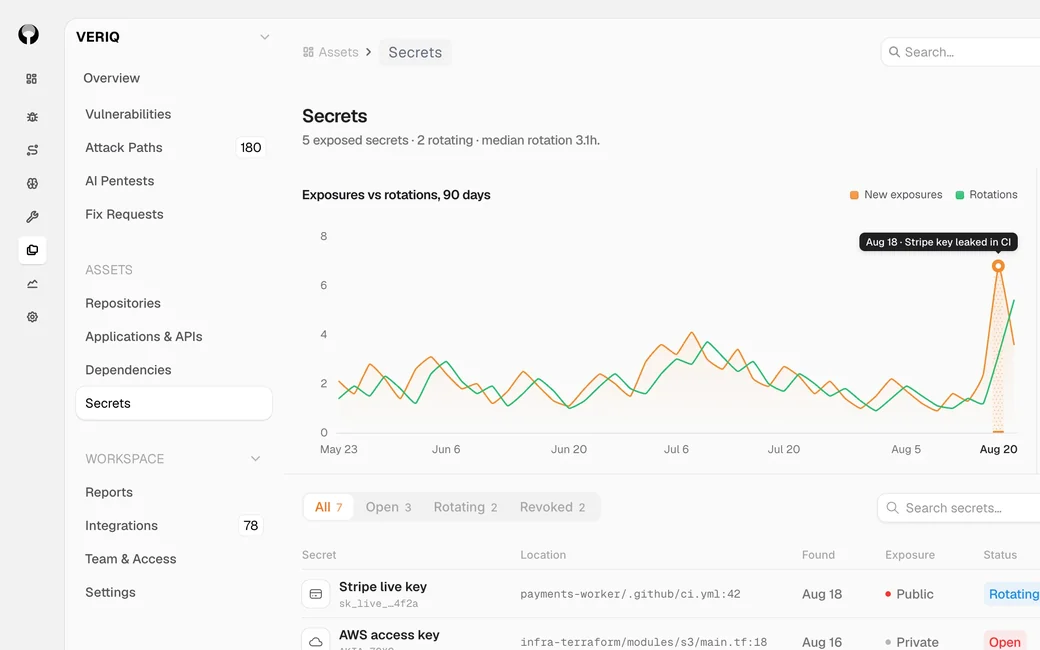 VERIQ
Overview
Vulnerabilities
Attack Paths 180
AI Pentests
Fix Requests
ASSETS
Repositories
Applications & APIs
Dependencies
Secrets
WORKSPACE
Reports
Integrations 78
Team & Access
Settings
Assets > Secrets
Search...
Secrets
5 exposed secrets · 2 rotating · median rotation 3.1h.
Exposures vs rotations, 90 days
New exposures Rotations
Aug 18 · Stripe key leaked in CI
8
6
4
2
0
May 23 Jun 6 Jun 20 Jul 6 Jul 20 Aug 5 Aug 20
All 7 Open 3 Rotating 2 Revoked 2
Search secrets...
Secret Location Found Exposure Status
Stripe live key
sk_live_…4f2a
payments-worker/.github/ci.yml:42 Aug 18 Public Rotating
AWS access key
infra-terraform/modules/s3/main.tf:18 Aug 16 Private Open